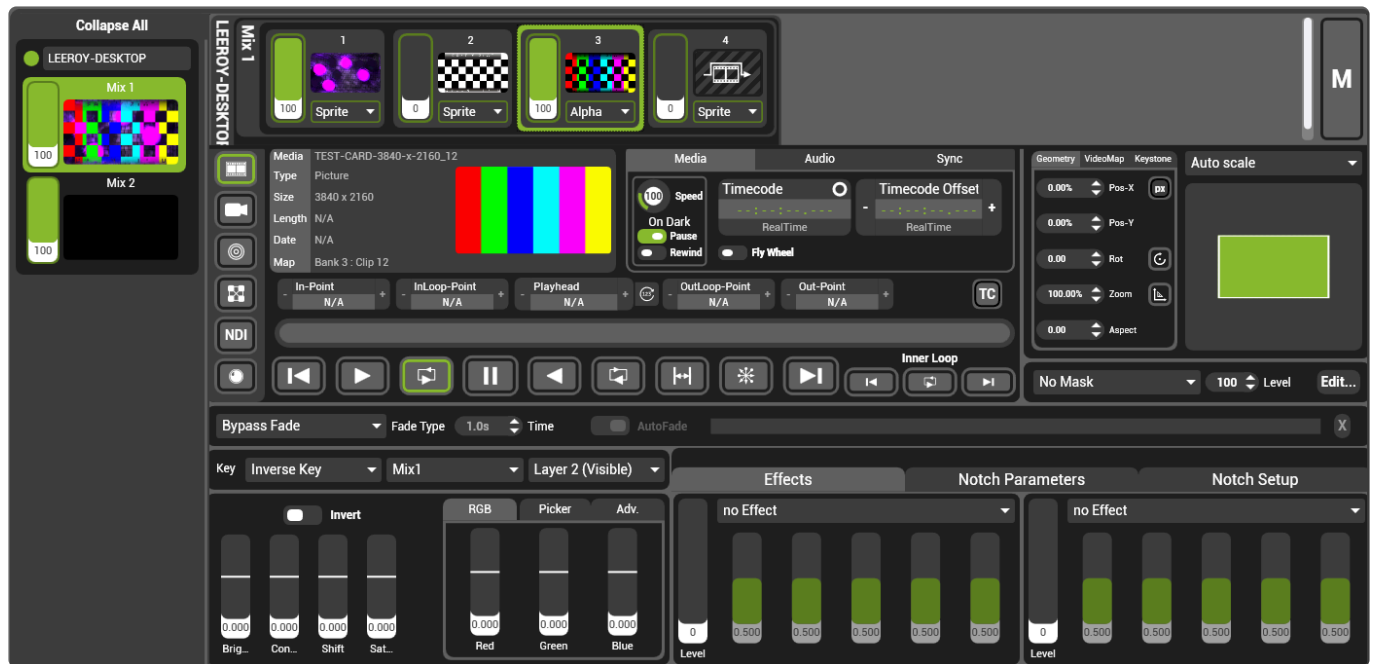 Collapse All
LEEROY-DESKTOP
Mix 1
100
Mix 2
100
LEEROY-DESKTOP
Mix 1
1
100
Sprite
2
0
Sprite
3
100
Alpha
4
0
Sprite
M
Media TEST-CARD-3840-x-2160_12
Type Picture
Size 3840 x 2160
Length N/A
Date N/A
Map Bank 3 : Clip 12
Media Audio Sync
100 Speed
On Dark
Pause
Rewind
Timecode
--:--:--.---
RealTime
Fly Wheel
Timecode Offset
- --:--:--.--- +
RealTime
Geometry VideoMap Keystone
0.00% Pos-X px
0.00% Pos-Y
0.00 Rot
100.00% Zoom
0.00 Aspect
Auto scale
In-Point
- N/A +
InLoop-Point
- N/A +
Playhead
- N/A +
123
OutLoop-Point
- N/A +
Out-Point
- N/A +
TC
NDI
Inner Loop
No Mask 100 Level Edit...
Bypass Fade Fade Type 1.0s Time AutoFade X
Key Inverse Key Mix1 Layer 2 (Visible)
Effects Notch Parameters Notch Setup
Invert
0.000 0.000 0.000 0.000
Brig... Con... Shift Sat...
RGB Picker Adv.
0.000 0.000 0.000
Red Green Blue
no Effect
0 0.500 0.500 0.500 0.500 0.500
Level
no Effect
0 0.500 0.500 0.500 0.500 0.500
Level